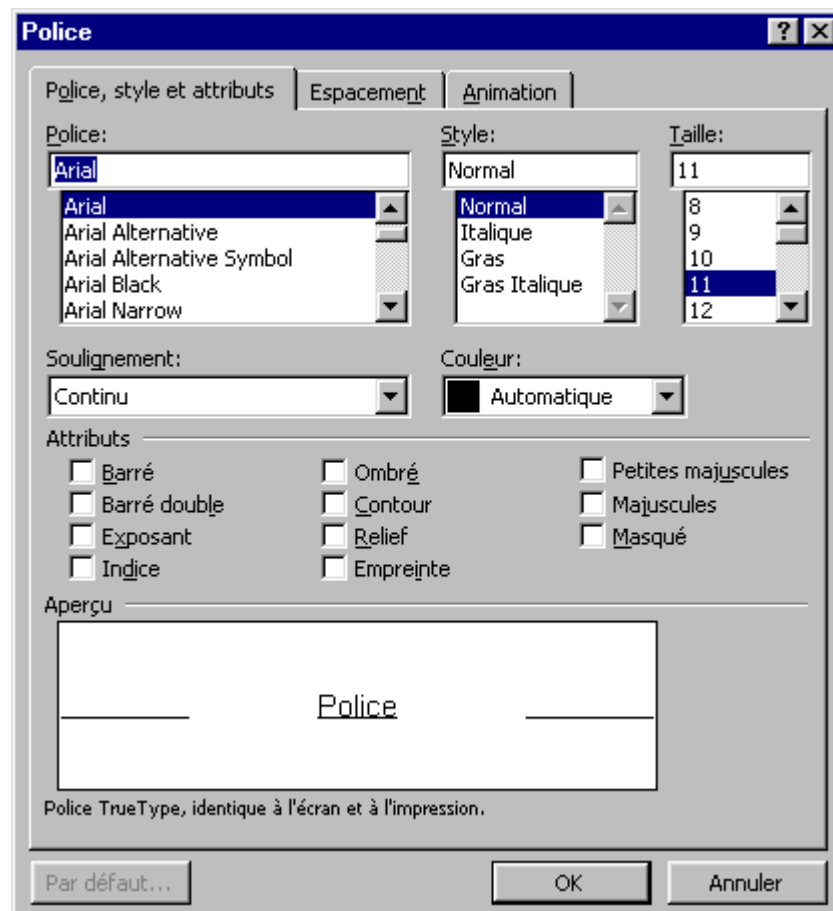 Police
Police, style et attributs Espacement Animation
Police: Style: Taille:
Arial Normal 11
Arial Normal 8
Arial Alternative Italique 9
Arial Alternative Symbol Gras 10
Arial Black Gras Italique 11
Arial Narrow 12
Soulignement: Couleur:
Continu Automatique
Attributs
Barré Ombré Petites majuscules
Barré double Contour Majuscules
Exposant Relief Masqué
Indice Empreinte
Aperçu
Police
Police TrueType, identique à l'écran et à l'impression.
Par défaut... OK Annuler